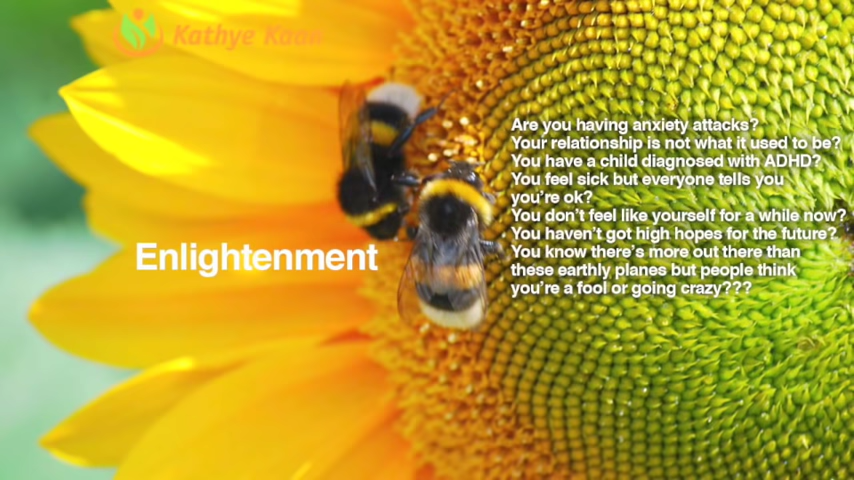 Kathye Kaan
Are you having anxiety attacks?
Your relationship is not what it used to be?
You have a child diagnosed with ADHD?
You feel sick but everyone tells you
you're ok?
You don't feel like yourself for a while now?
You haven't got high hopes for the future?
You know there's more out there than
these earthly planes but people think
you're a fool or going crazy???
Enlightenment